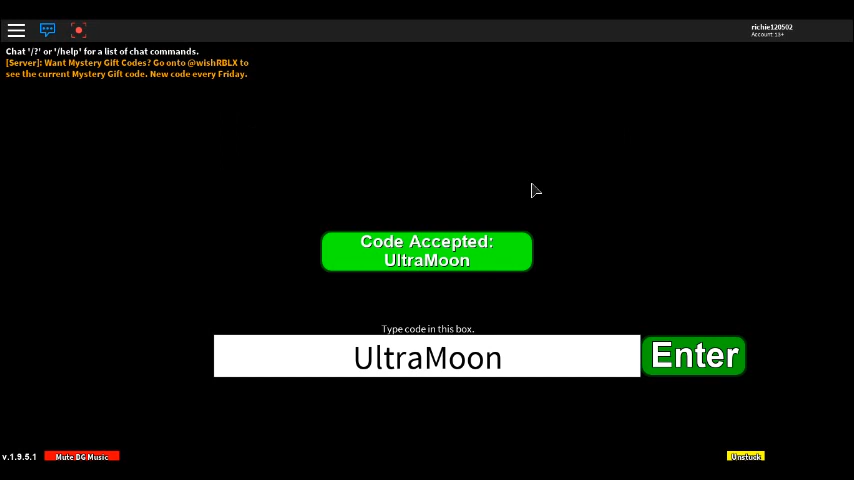 richie120502
Account: 13+
Chat '/?' or '/help' for a list of chat commands.
[Server]: Want Mystery Gift Codes? Go onto @wishRBLX to
see the current Mystery Gift code. New code every Friday.
Code Accepted:
UltraMoon
Type code in this box.
UltraMoon
Enter
v.1.9.5.1
Mute BG Music
Unstuck